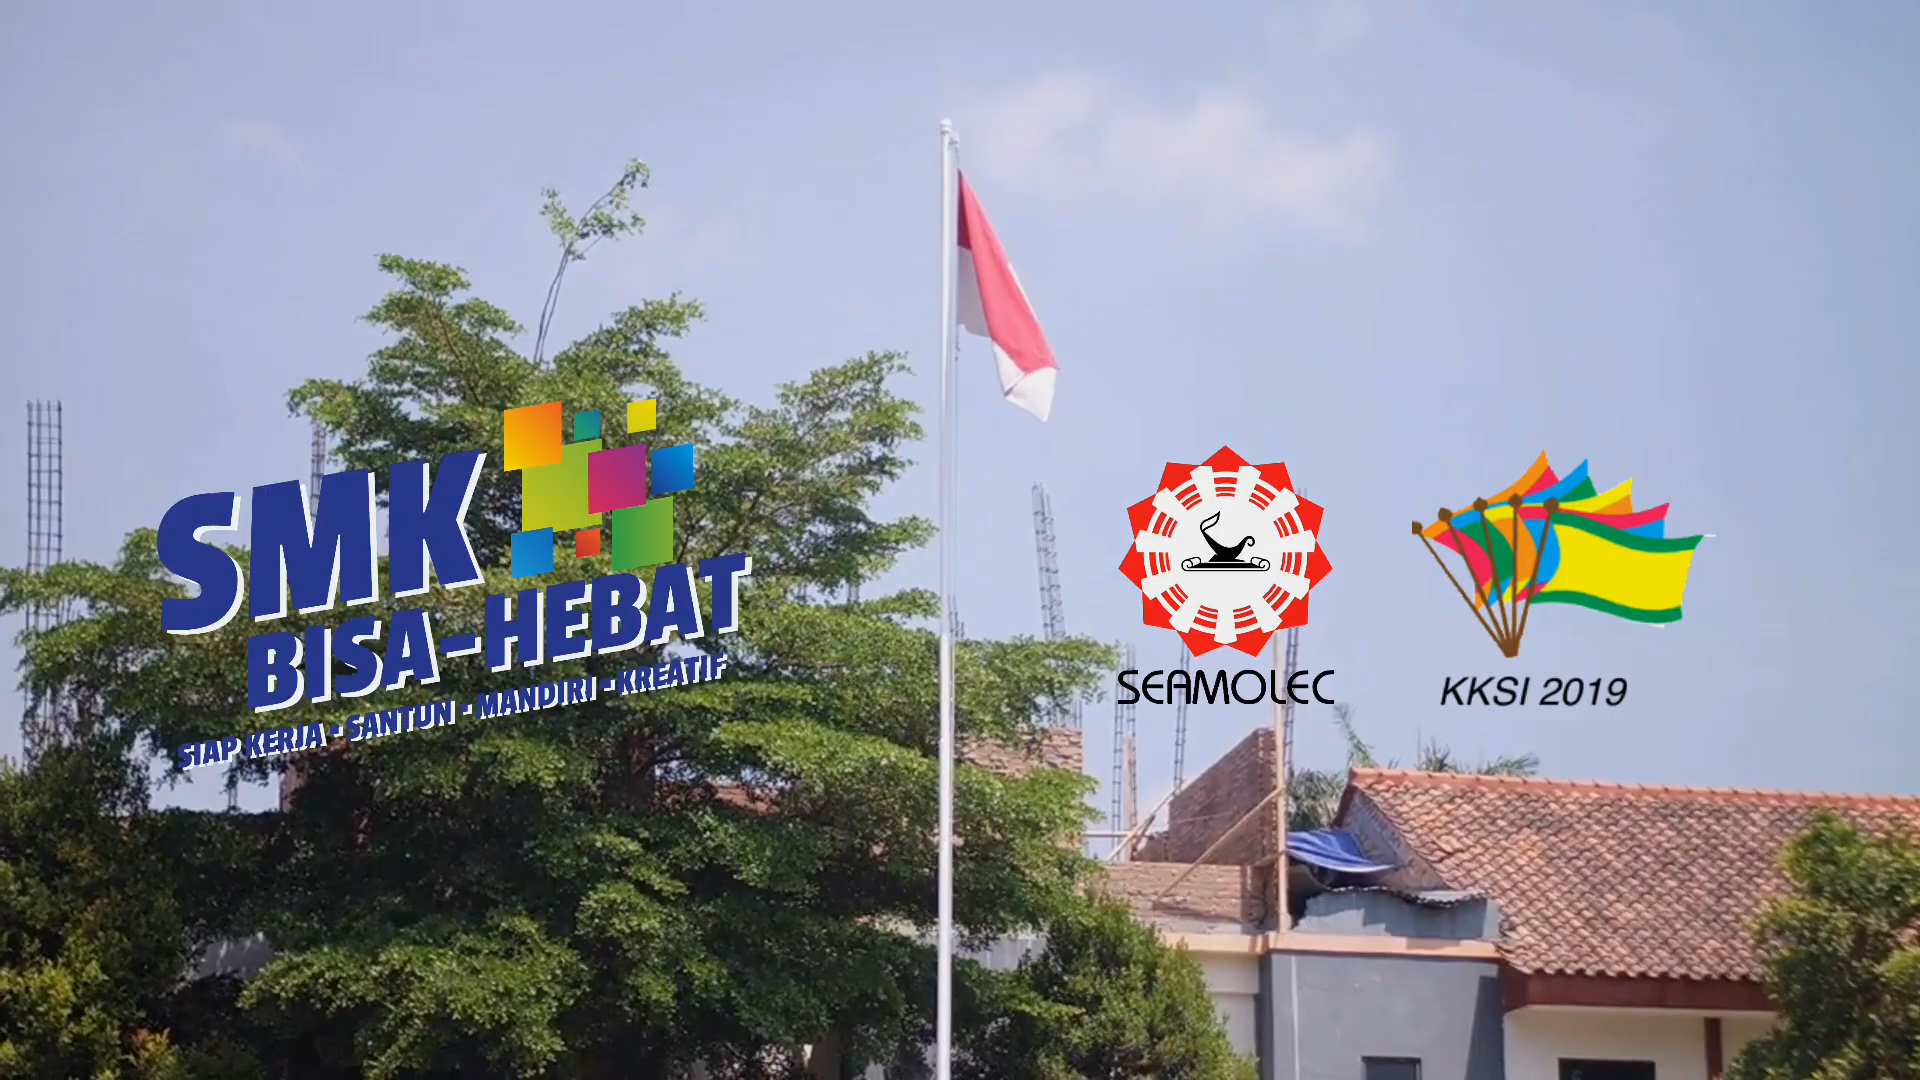 SMK
BISA-HEBAT
SIAP KERJA • SANTUN • MANDIRI • KREATIF
SEAMOLEC
KKSI 2019